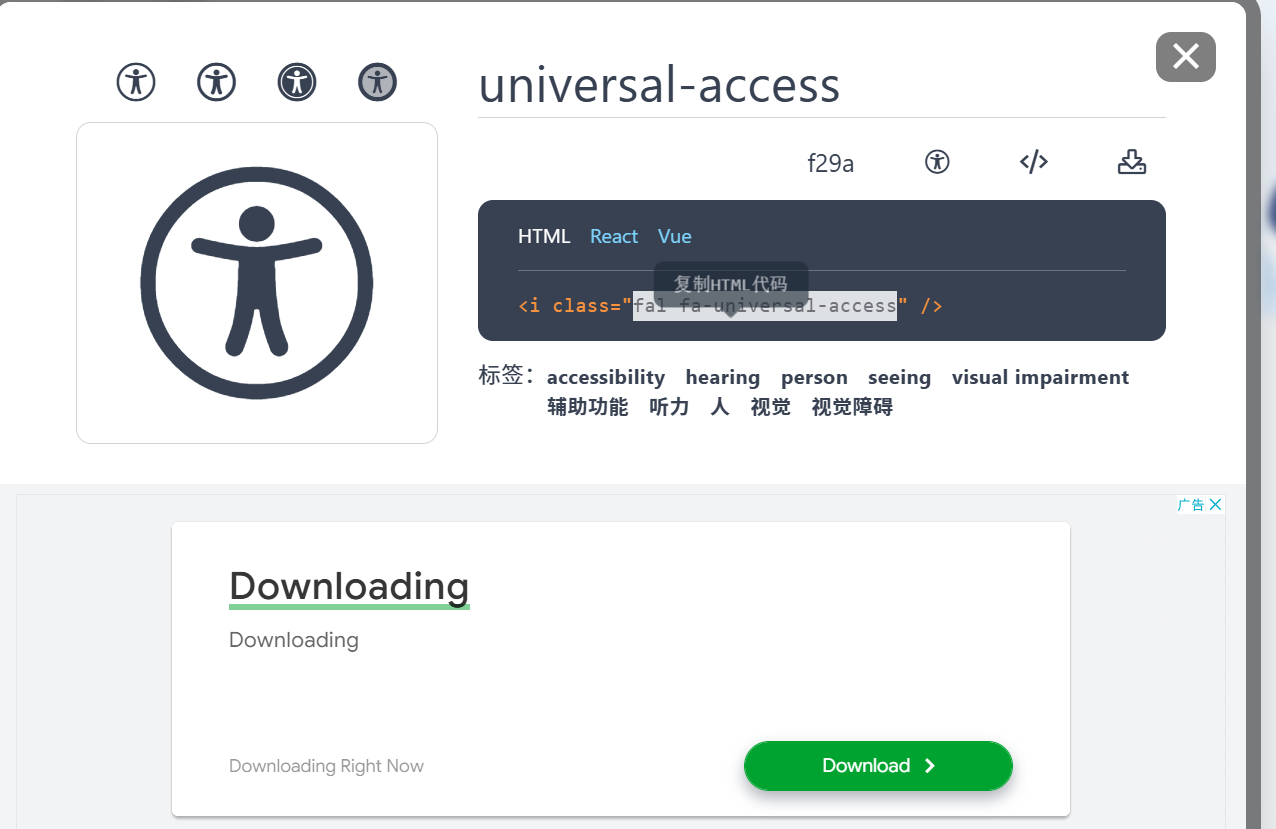 universal-access
f29a
HTML React Vue
复制HTML代码
<i class="fal fa-universal-access" />
标签： accessibility hearing person seeing visual impairment
辅助功能 听力 人 视觉 视觉障碍
广告
Downloading
Downloading
Downloading Right Now
Download